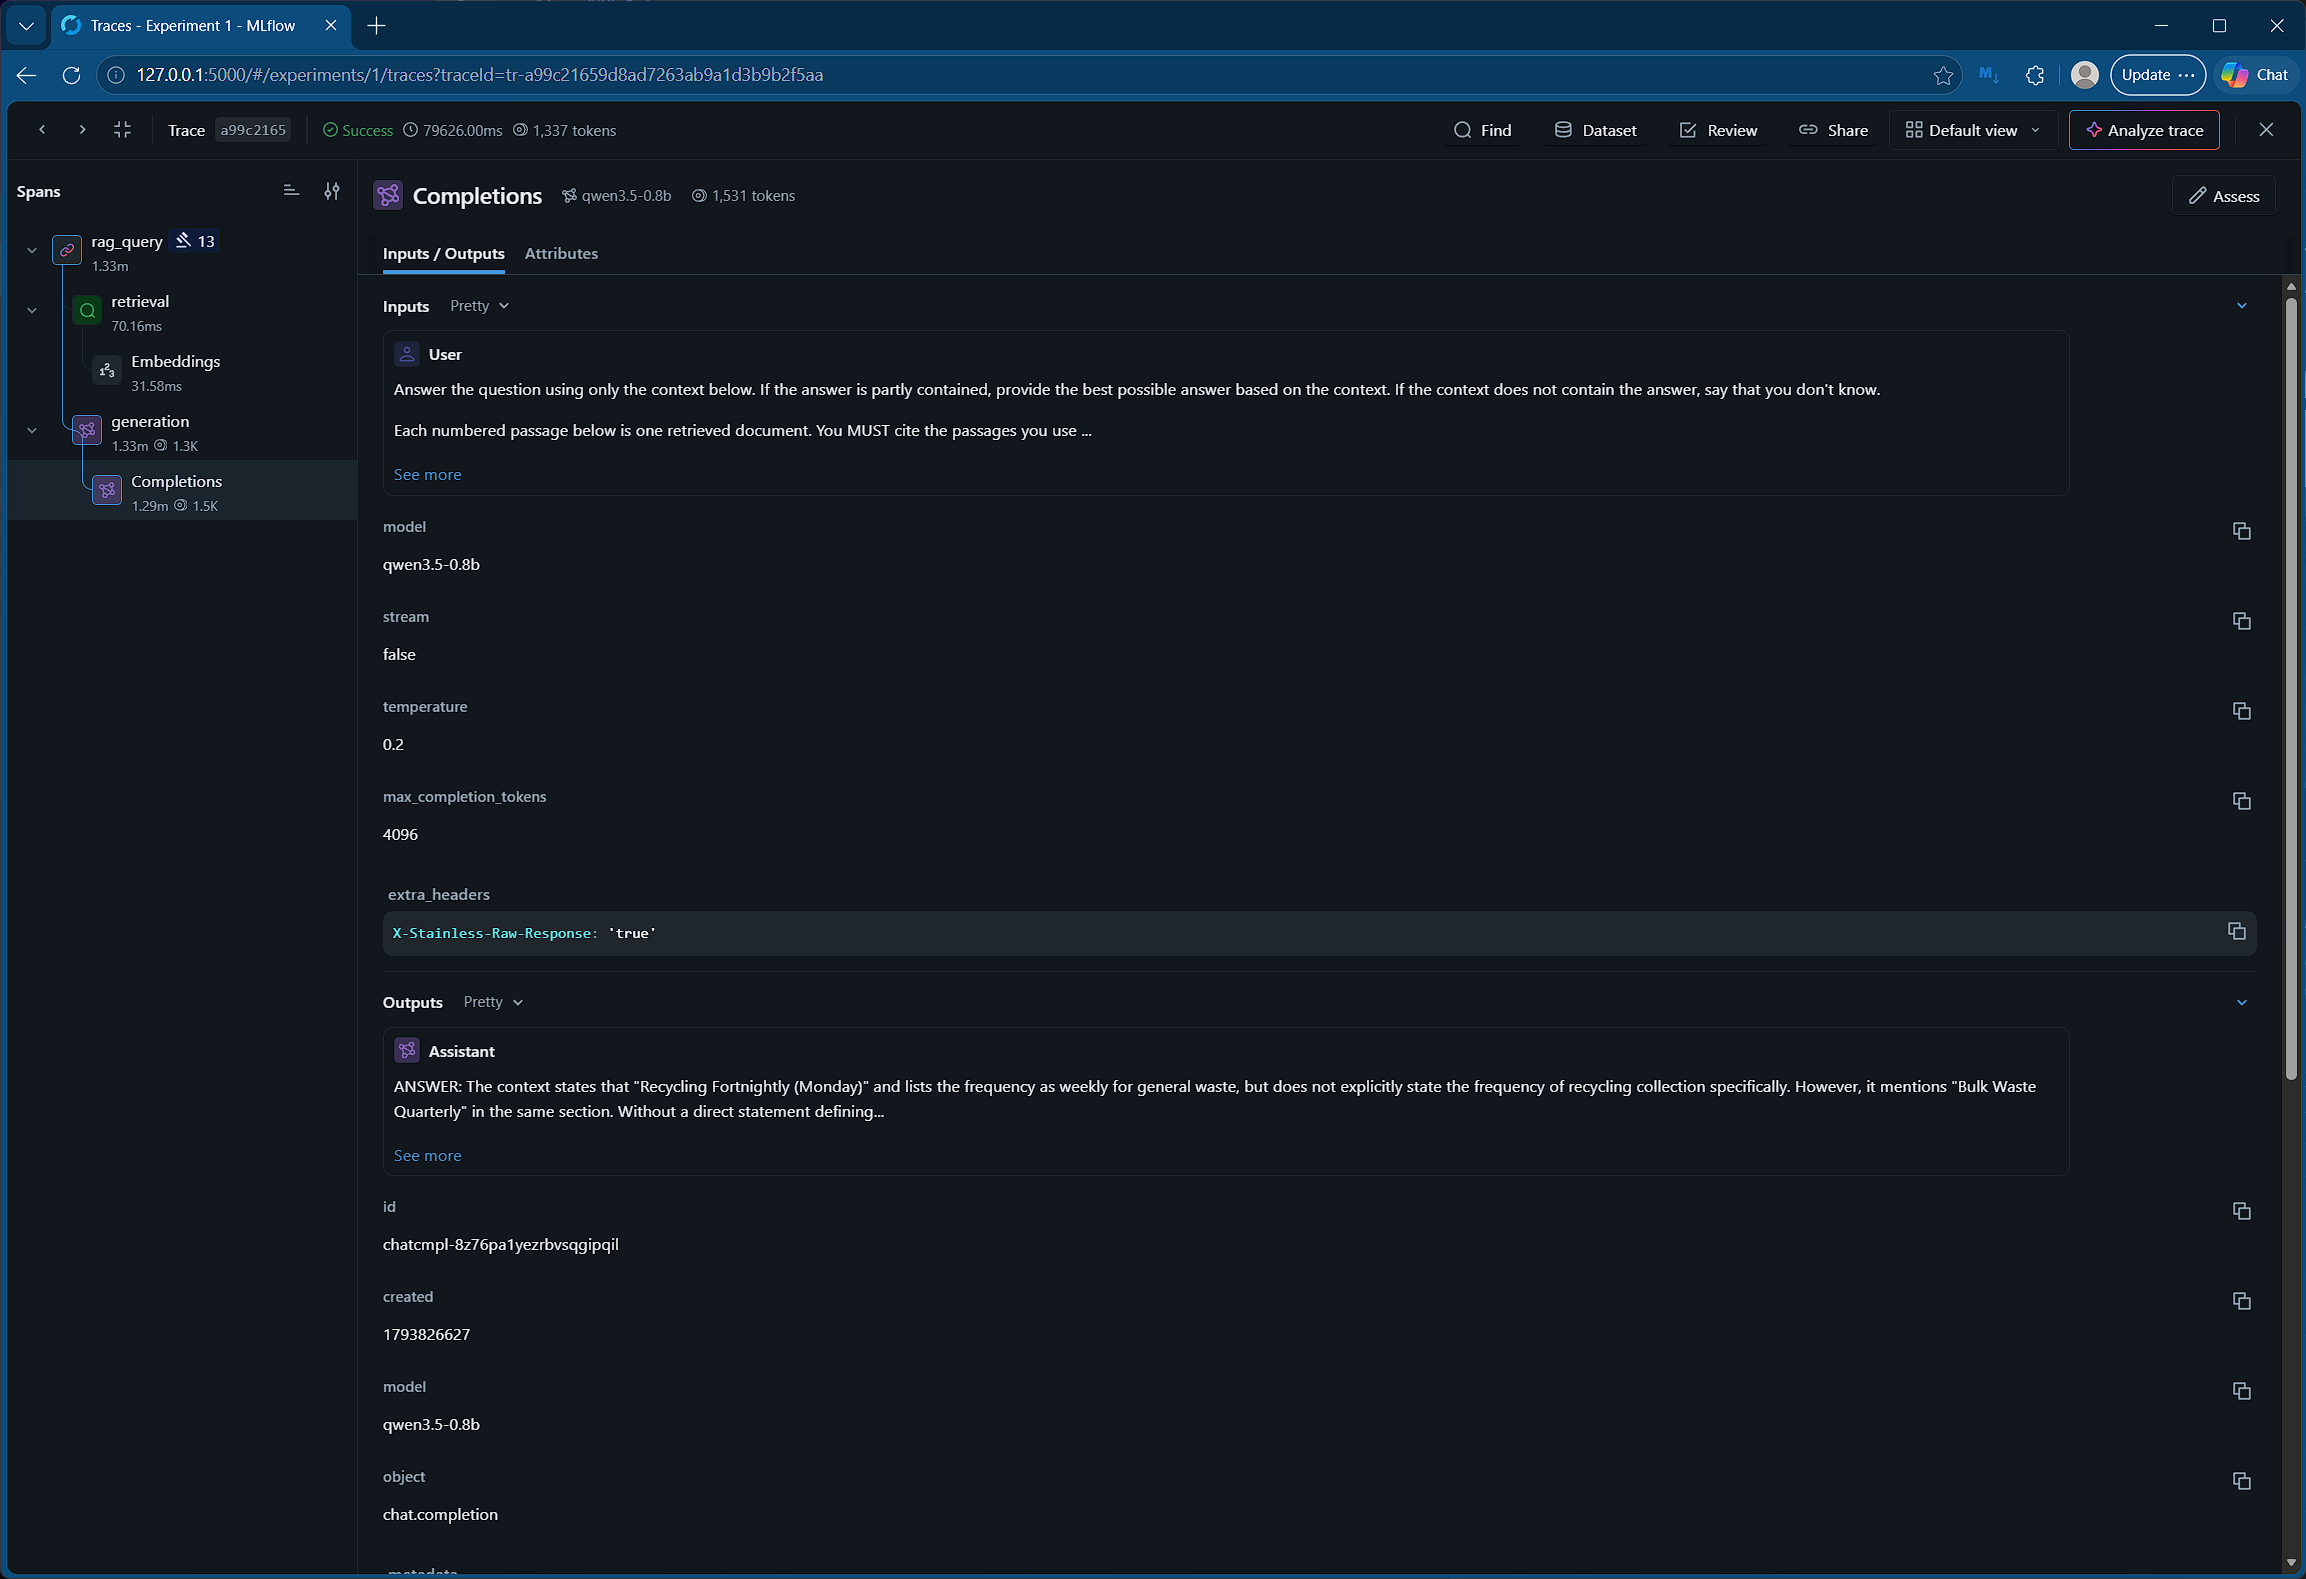 Traces - Experiment 1 - MLflow
127.0.0.1:5000/#/experiments/1/traces?traceId=tr-a99c21659d8ad7263ab9a1d3b9b2f5aa
M↓
Update ···
Chat
Trace a99c2165 Success 79626.00ms 1,337 tokens
Find Dataset Review Share Default view Analyze trace
Spans
rag_query 13
1.33m
retrieval
70.16ms
Embeddings
31.58ms
generation
1.33m 1.3K
Completions
1.29m 1.5K
Completions qwen3.5-0.8b 1,531 tokens
Assess
Inputs / Outputs Attributes
Inputs Pretty
User
Answer the question using only the context below. If the answer is partly contained, provide the best possible answer based on the context. If the context does not contain the answer, say that you don't know.
Each numbered passage below is one retrieved document. You MUST cite the passages you use ...
See more
model
qwen3.5-0.8b
stream
false
temperature
0.2
max_completion_tokens
4096
extra_headers
X-Stainless-Raw-Response: 'true'
Outputs Pretty
Assistant
ANSWER: The context states that "Recycling Fortnightly (Monday)" and lists the frequency as weekly for general waste, but does not explicitly state the frequency of recycling collection specifically. However, it mentions "Bulk Waste
Quarterly" in the same section. Without a direct statement defining...
See more
id
chatcmpl-8z76pa1yezrbvsqgipqil
created
1793826627
model
qwen3.5-0.8b
object
chat.completion
metadata